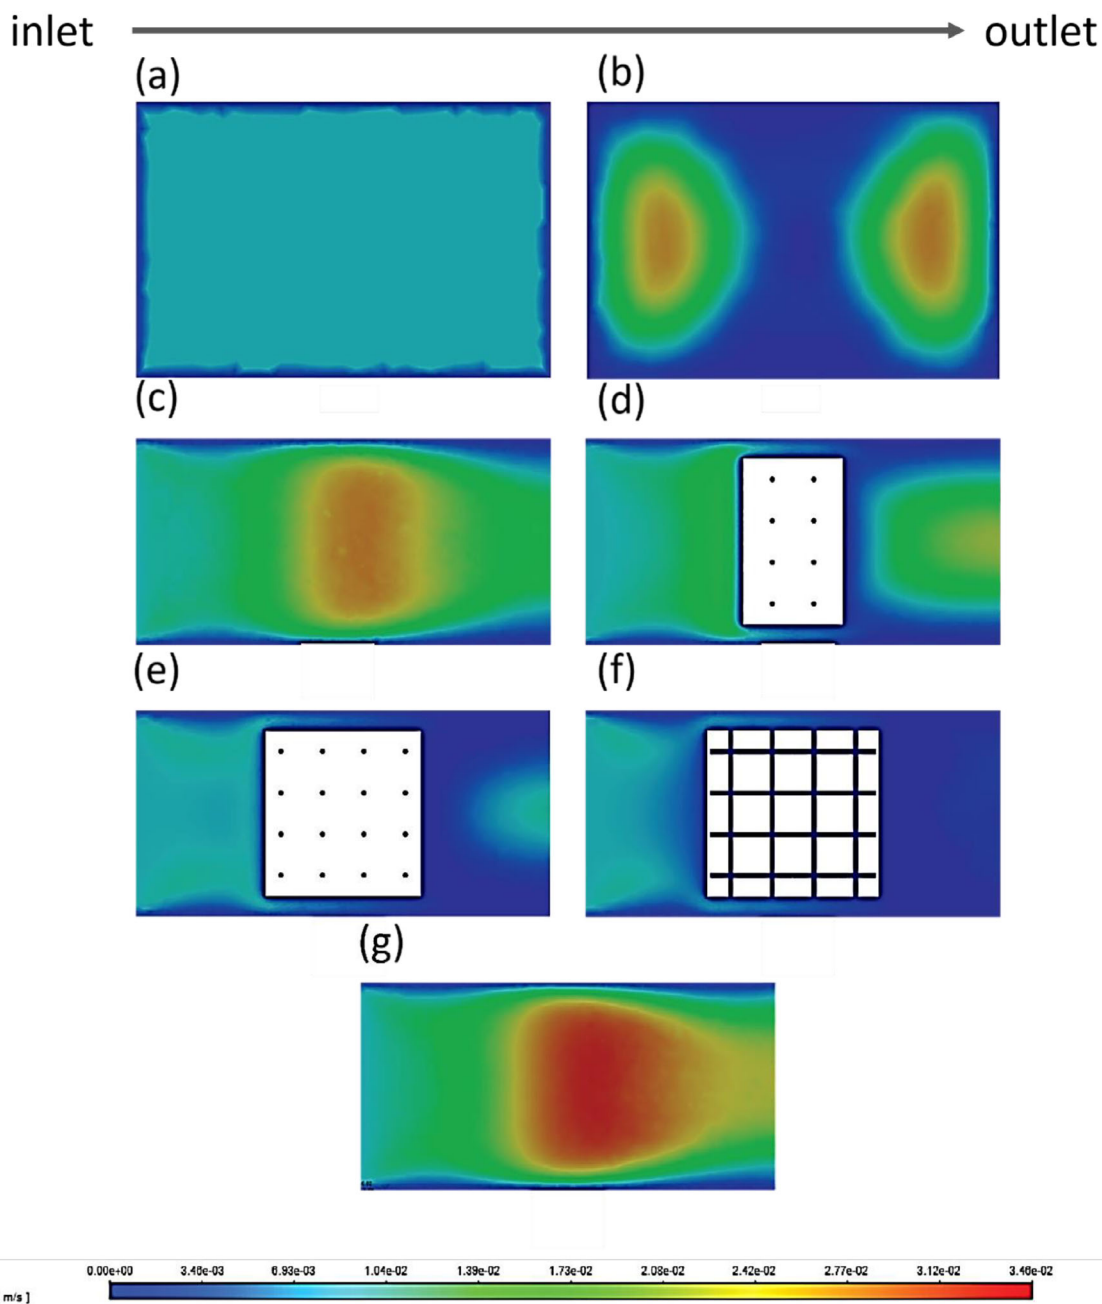 inlet outlet
(a) (b)
(c) (d)
(e) (f)
(g)
0.00e+00 3.46e-03 6.93e-03 1.04e-02 1.39e-02 1.73e-02 2.08e-02 2.42e-02 2.77e-02 3.12e-02 3.46e-02
m/s ]